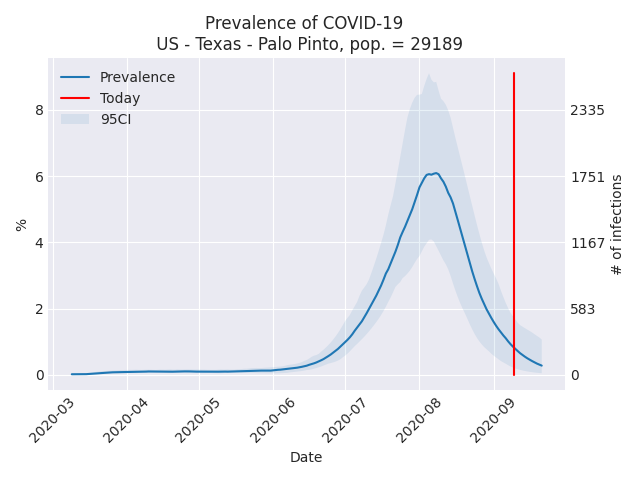 Prevalence of COVID-19
US - Texas - Palo Pinto, pop. = 29189
Prevalence
Today
95CI
%
8
6
4
2
0
2335
1751
1167
583
0
# of infections
2020-03
2020-04
2020-05
2020-06
2020-07
2020-08
2020-09
Date